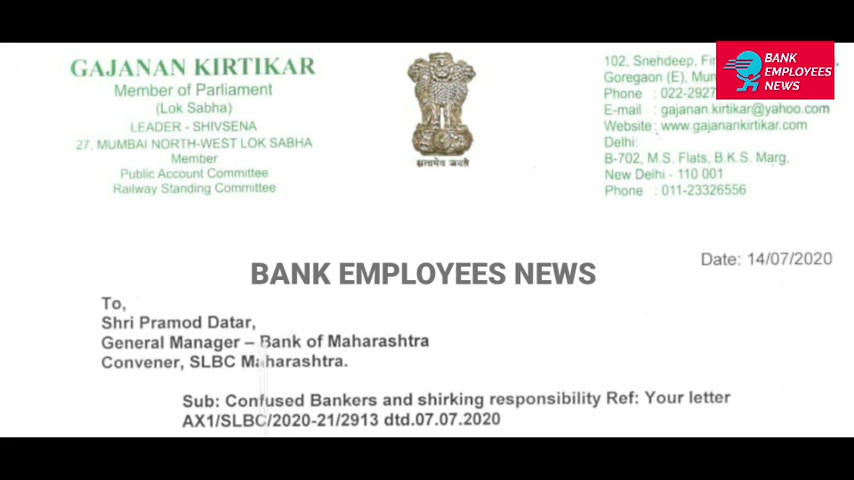 GAJANAN KIRTIKAR
Member of Parliament
(Lok Sabha)
LEADER - SHIVSENA
27, MUMBAI NORTH-WEST LOK SABHA
Member
Public Account Committee
Railway Standing Committee
सत्यमेव जयते
102, Snehdeep,
Goregaon (E),
Phone : 022-2927
E-mail : gajanan.kirtikar@yahoo.com
Website : www.gajanankirtikar.com
Delhi:
B-702, M.S. Flats, B.K.S. Marg,
New Delhi - 110 001
Phone : 011-23326556
BANK
EMPLOYEES
NEWS
Date: 14/07/2020
BANK EMPLOYEES NEWS
To,
Shri Pramod Datar,
General Manager – Bank of Maharashtra
Convener, SLBC Maharashtra.
Sub: Confused Bankers and shirking responsibility Ref: Your letter
AX1/SLBC/2020-21/2913 dtd.07.07.2020